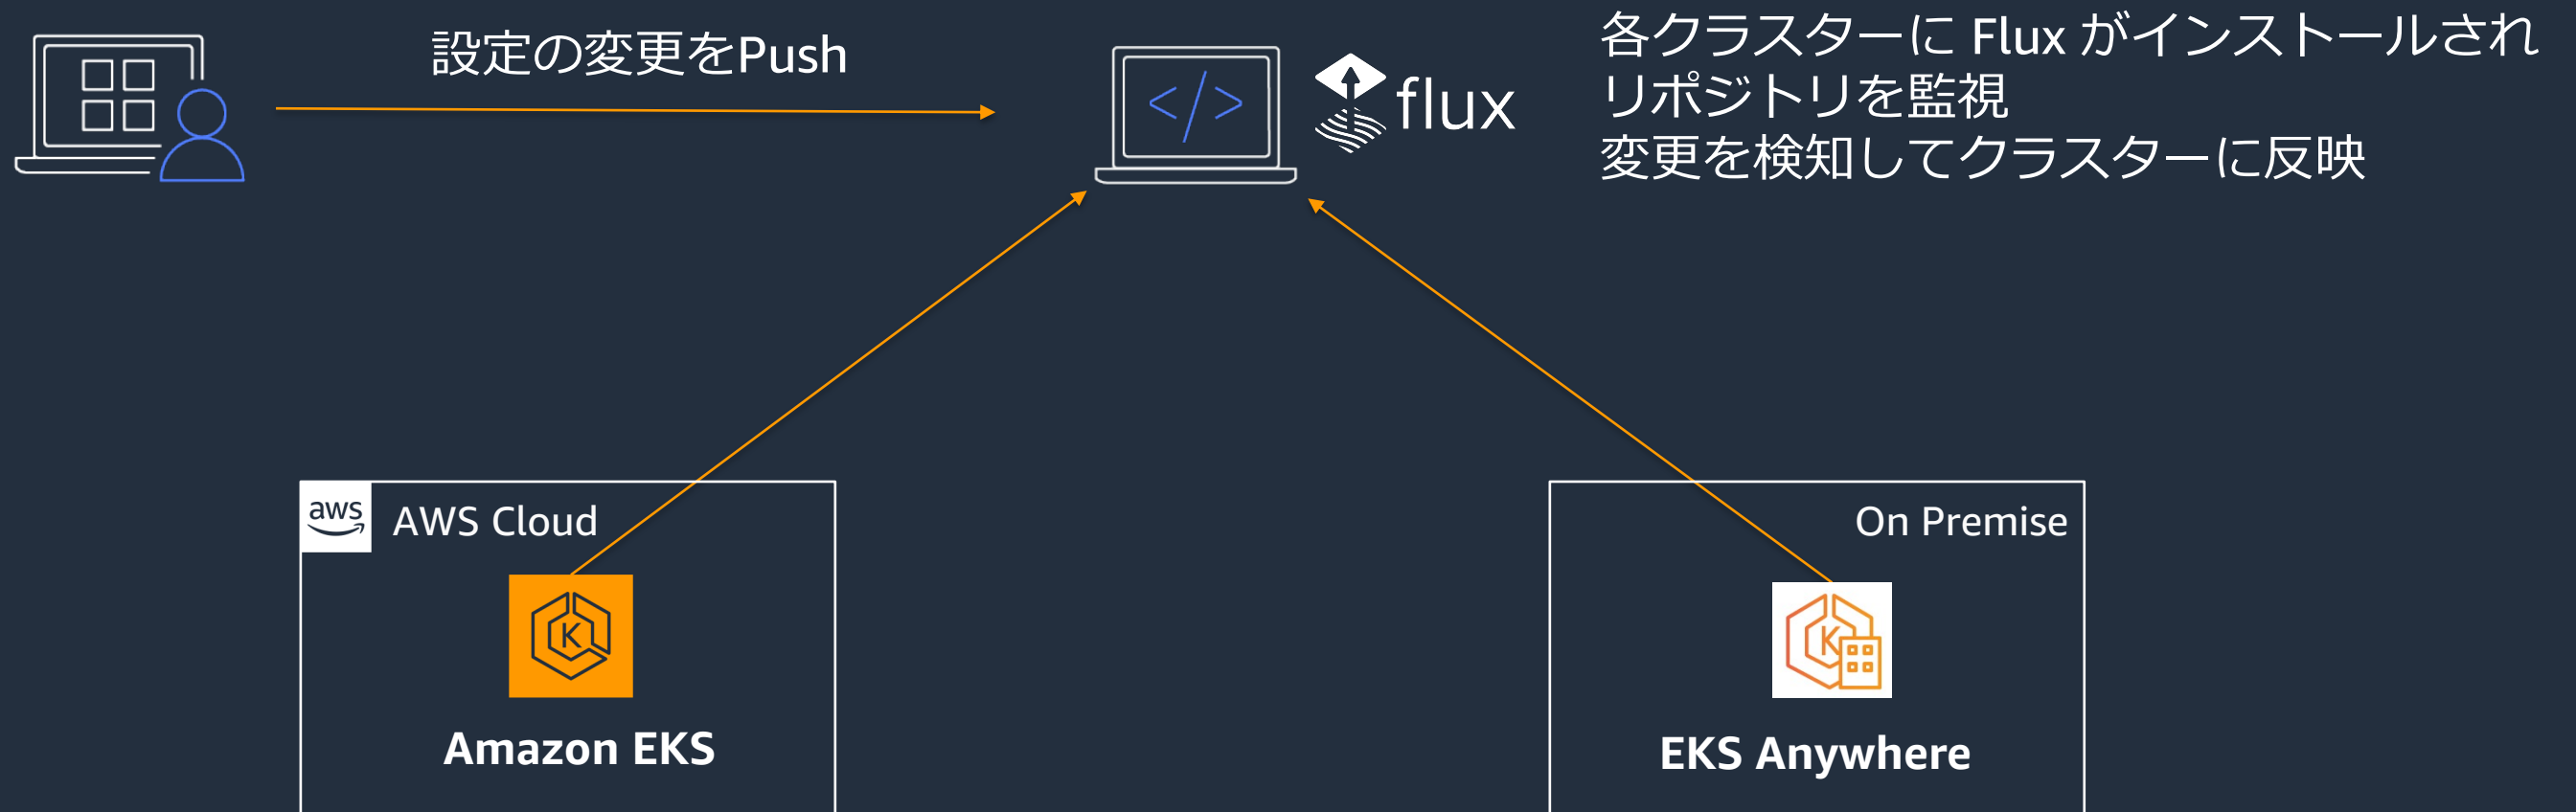 設定の変更をPush
</>
flux
各クラスターに Flux がインストールされ
リポジトリを監視
変更を検知してクラスターに反映
aws
AWS Cloud
On Premise
K
K
Amazon EKS
EKS Anywhere